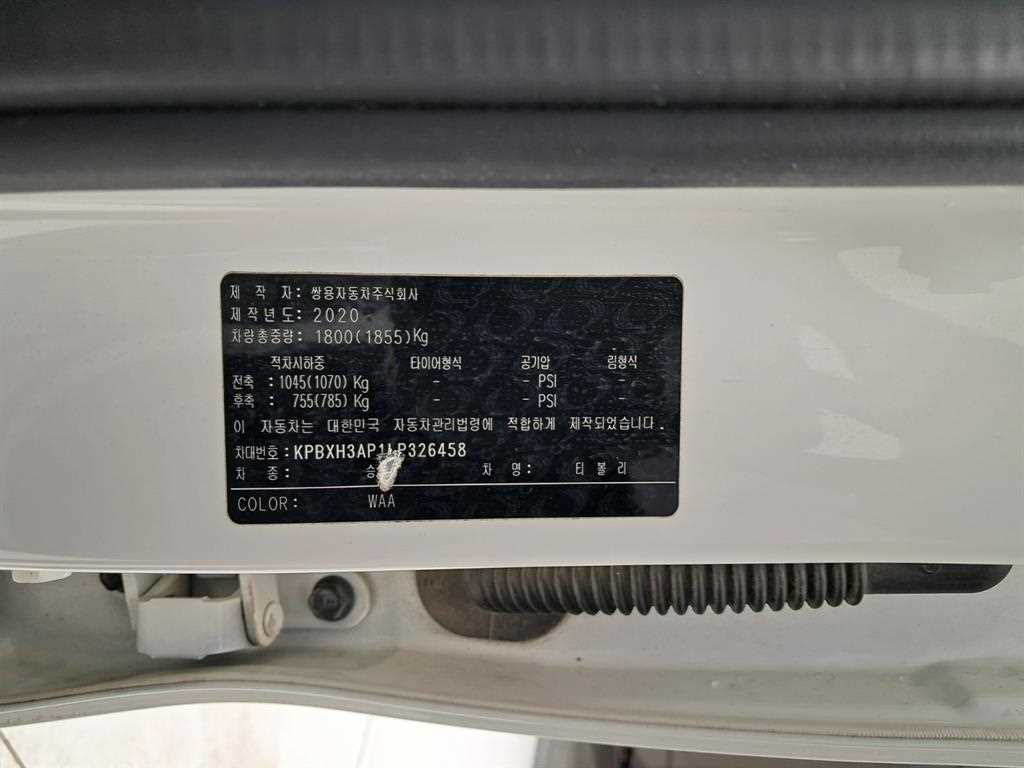 제 작 자: 쌍용자동차주식회사
제작년도: 2020
차량총중량: 1800(1855)Kg
적차시하중 타이어형식 공기압 림형식
전축: 1045(1070) Kg - - PSI -
후축: 755(785) Kg - - PSI -
이 자동차는 대한민국 자동차관리법령에 적합하게 제작되었습니다.
차대번호: KPBXH3AP1LP326458
차 종: 차 명: 티 볼 리
COLOR: WAA